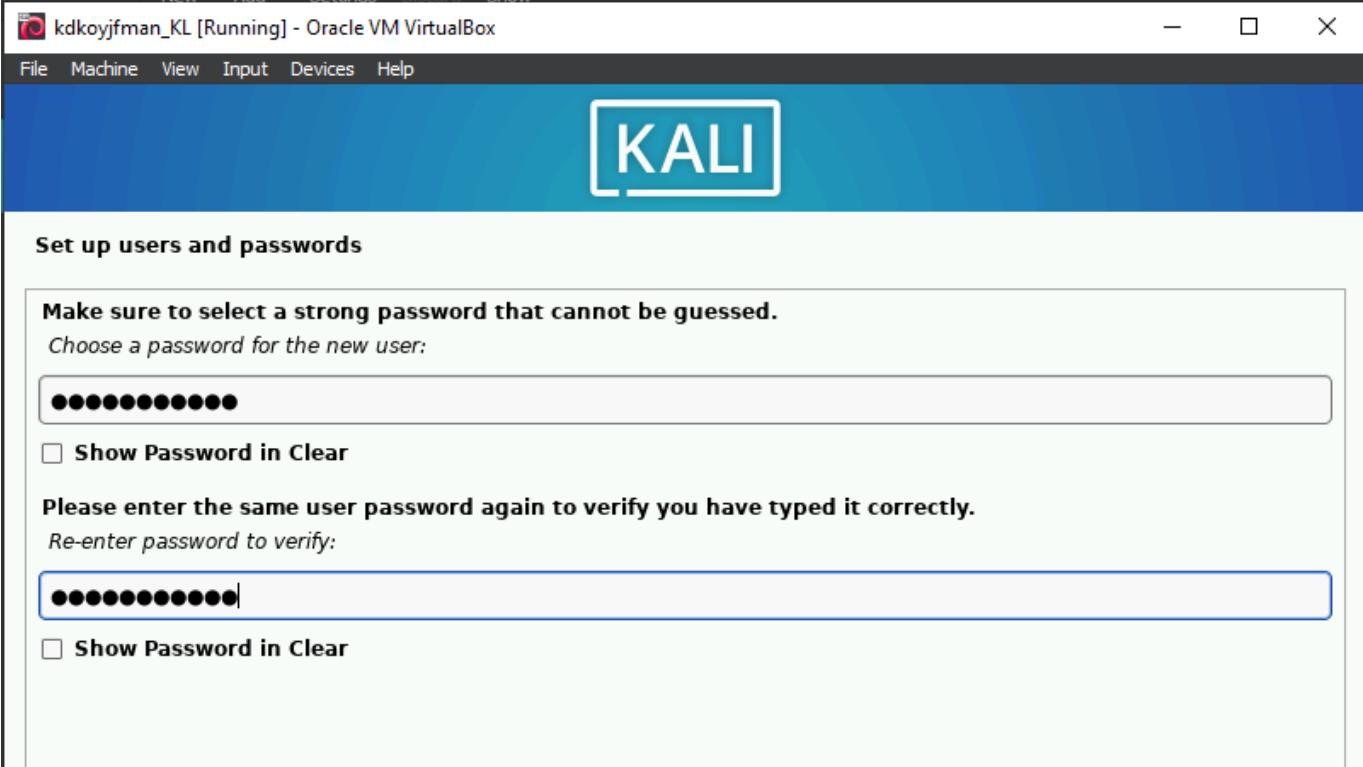 kdkoyjfman_KL [Running] - Oracle VM VirtualBox
File Machine View Input Devices Help
KALI
Set up users and passwords
Make sure to select a strong password that cannot be guessed.
Choose a password for the new user:
●●●●●●●●●●●
Show Password in Clear
Please enter the same user password again to verify you have typed it correctly.
Re-enter password to verify:
●●●●●●●●●●●
Show Password in Clear